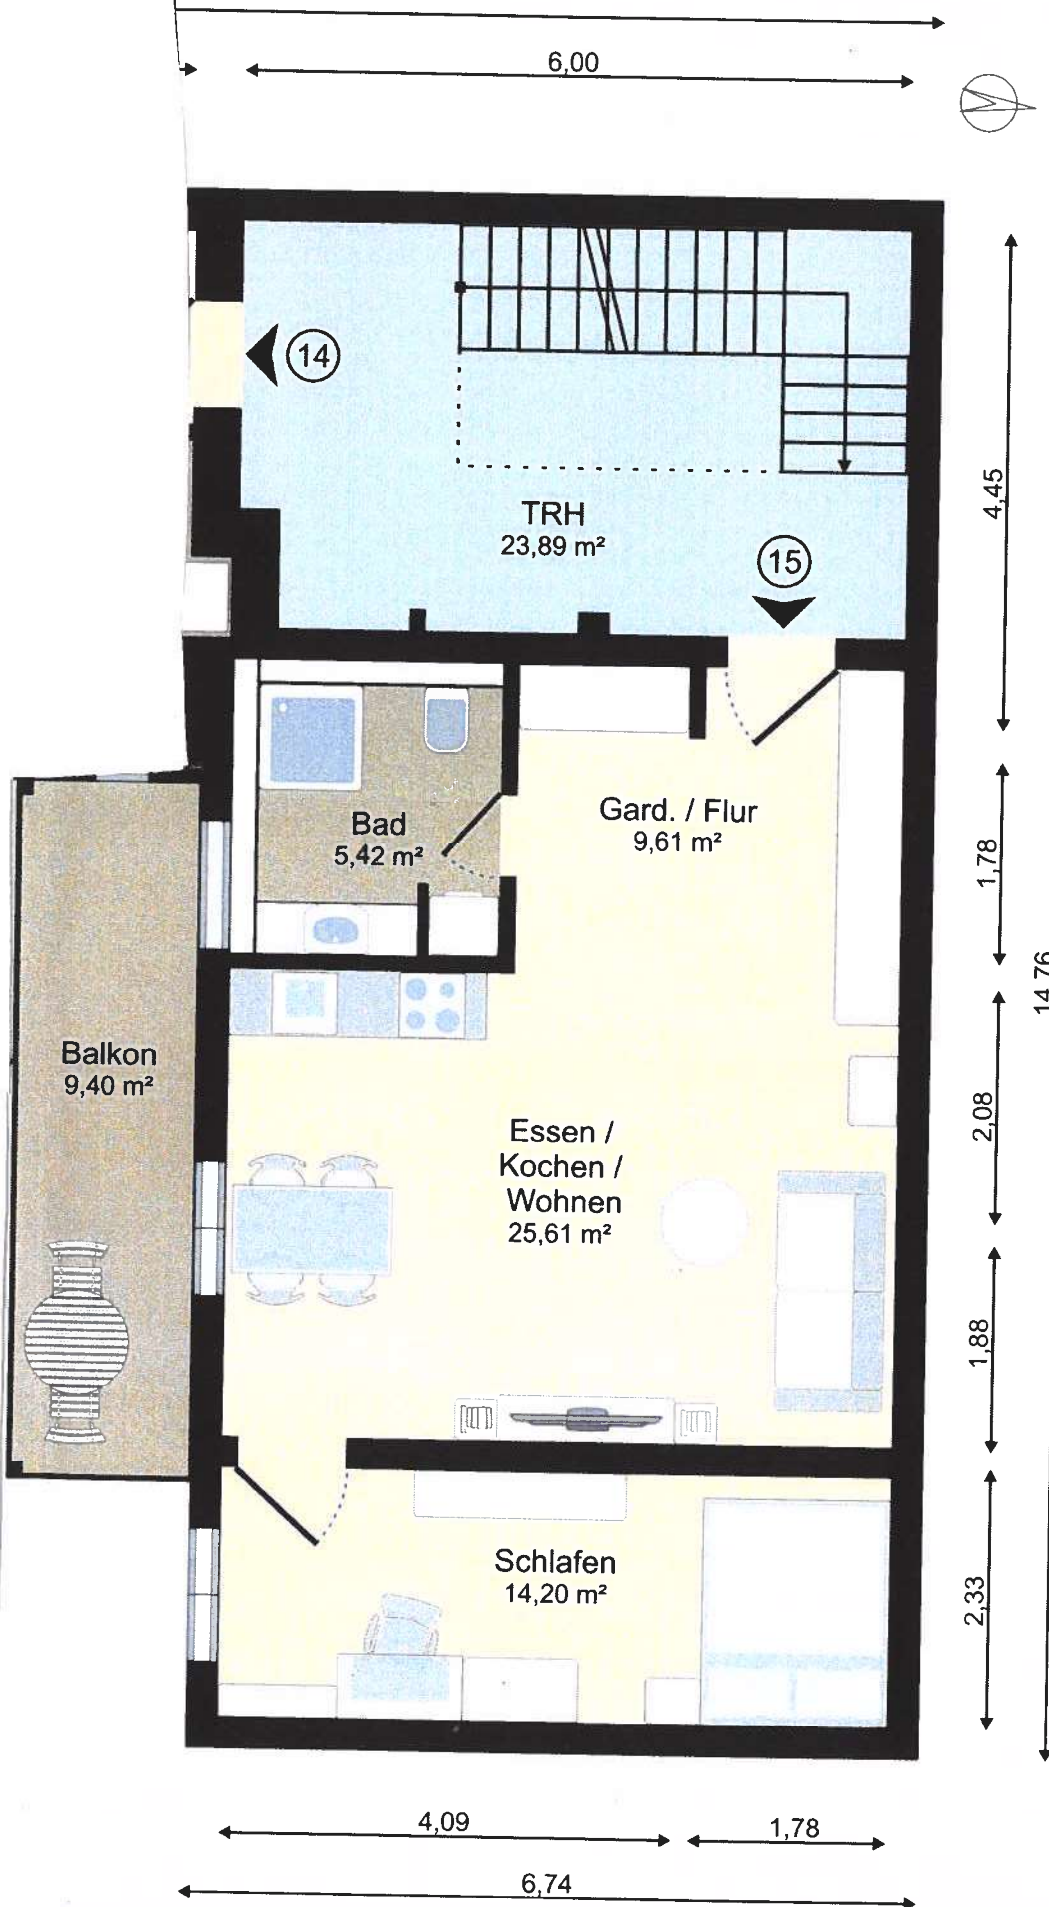 6,00
14
4,45
TRH
23,89 m²
15
Gard. / Flur
9,61 m²
Bad
5,42 m²
1,78
14,76
Balkon
9,40 m²
2,08
Essen /
Kochen /
Wohnen
25,61 m²
1,88
Schlafen
14,20 m²
2,33
4,09
1,78
6,74